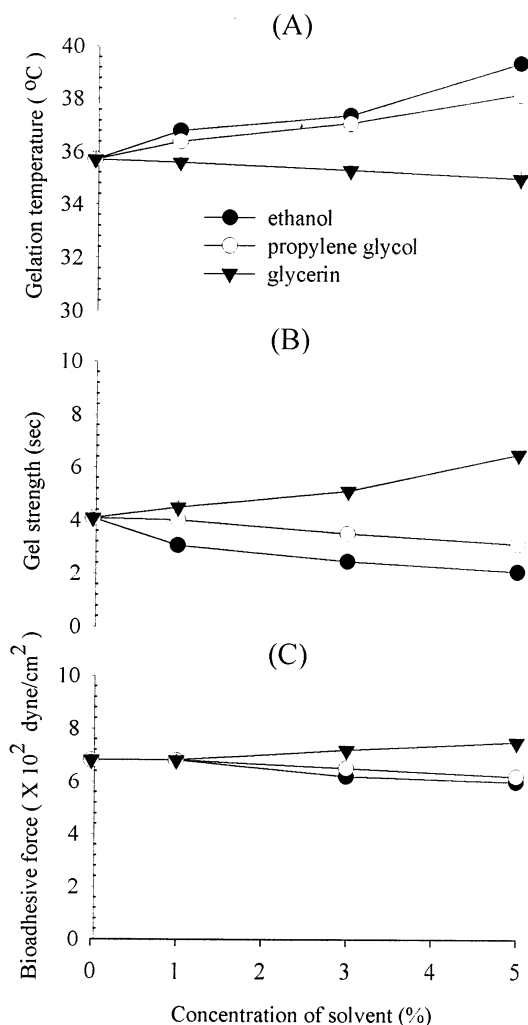 (A)
40
38
36
34
32
30
Gelation temperature ( °C)
ethanol
propylene glycol
glycerin
(B)
10
8
6
4
2
0
Gel strength (sec)
(C)
10
8
6
4
2
0
Bioadhesive force ( X 10² dyne/cm²)
0 1 2 3 4 5
Concentration of solvent (%)